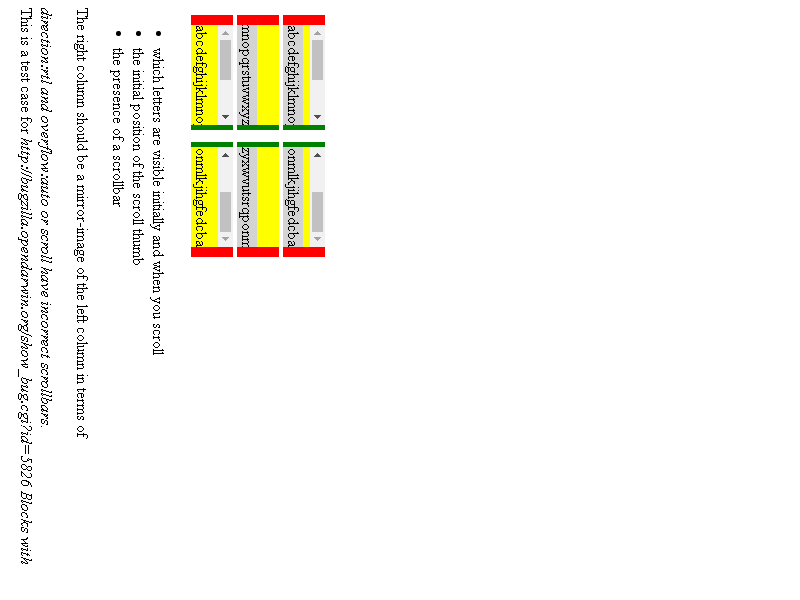 This is a test case for http://bugzilla.opendarwin.org/show_bug.cgi?id=5826 Blocks with
direction:rtl and overflow:auto or scroll have incorrect scrollbars.
The right column should be a mirror-image of the left column in terms of
the presence of a scrollbar
the initial position of the scroll thumb
which letters are visible initially and when you scroll
abcdefghijklmno
onmlkjihgfedcba
mnopqrstuvwxyz
zyxwvutsrqponm
abcdefghijklmno
onmlkjihgfedcba